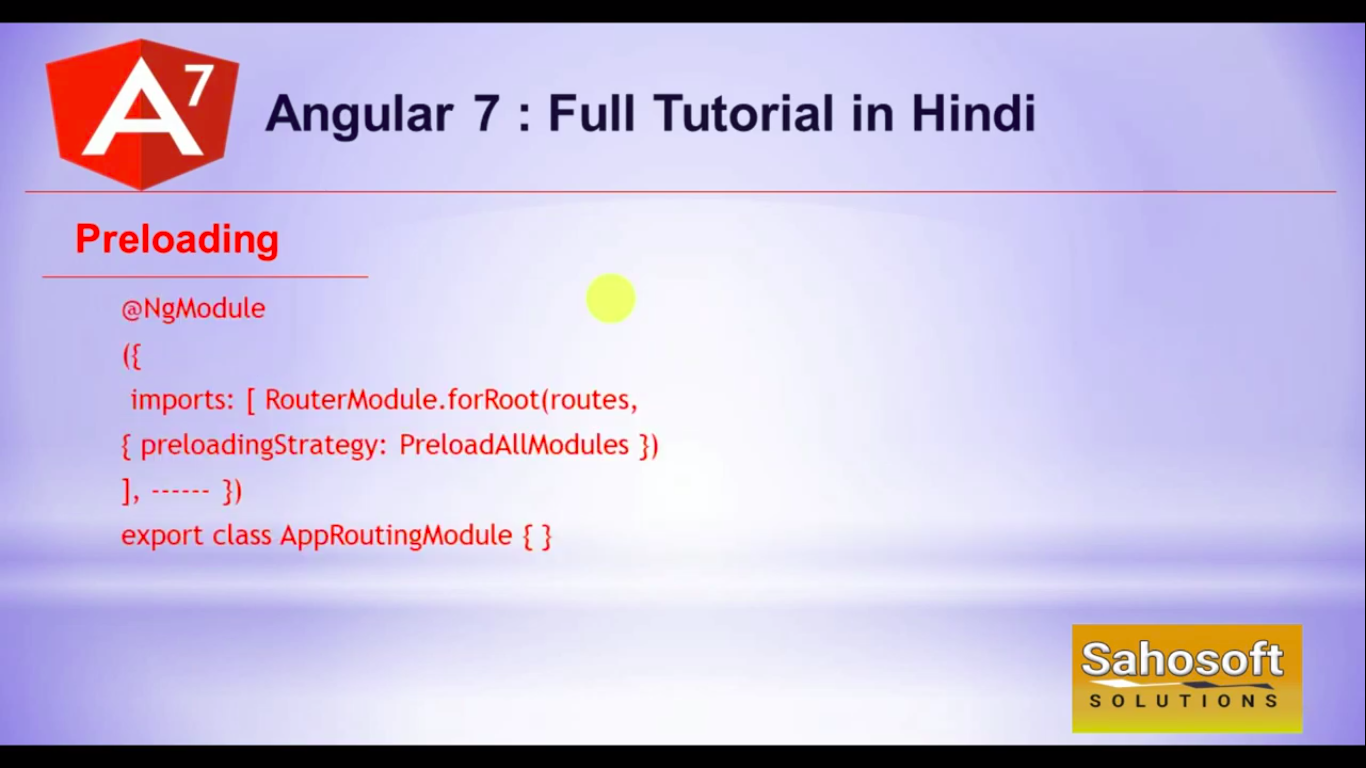 A7
Angular 7 : Full Tutorial in Hindi
Preloading
@NgModule
({
imports: [ RouterModule.forRoot(routes,
{ preloadingStrategy: PreloadAllModules })
], ------ })
export class AppRoutingModule { }
Sahosoft
SOLUTIONS